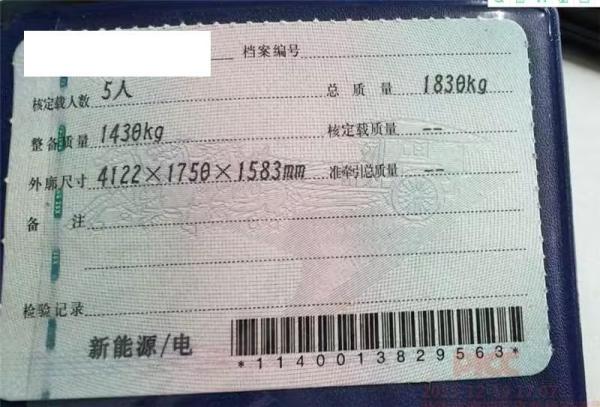 档案编号
核定载人数 5人 总质量 1830kg
整备质量 1430kg 核定载质量 --
外廓尺寸 4122×1750×1583mm 准牵引总质量 --
备注
检验记录
新能源/电
*1140013829563*
PICC